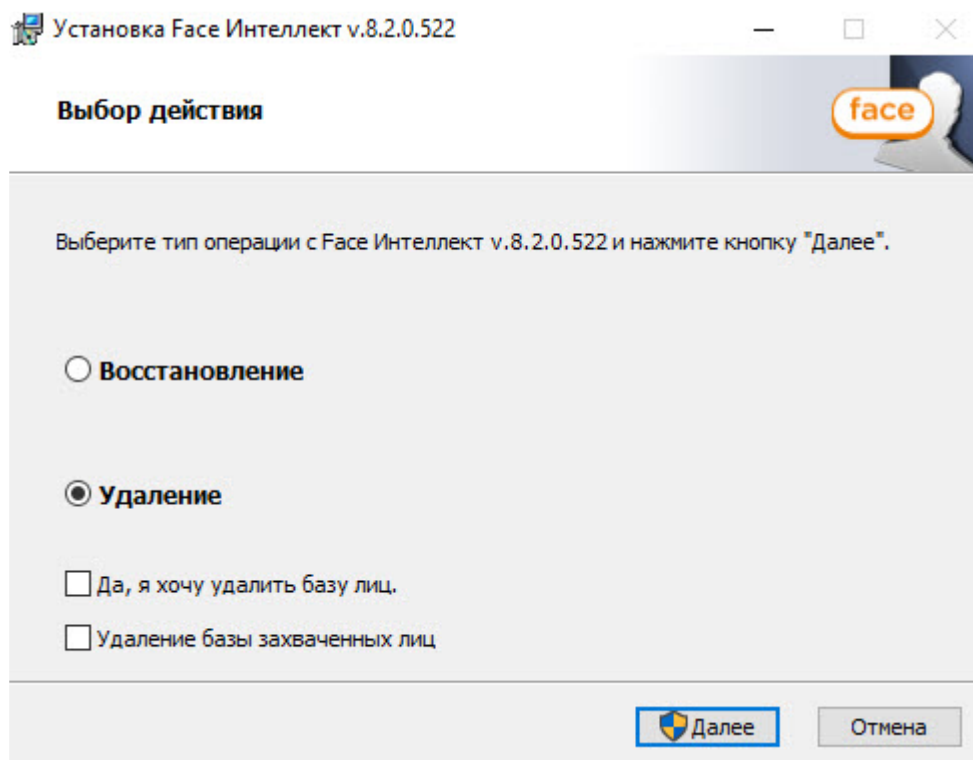 Установка Face Интеллект v.8.2.0.522
Выбор действия
face
Выберите тип операции с Face Интеллект v.8.2.0.522 и нажмите кнопку "Далее".
Восстановление
Удаление
Да, я хочу удалить базу лиц.
Удаление базы захваченных лиц
Далее
Отмена